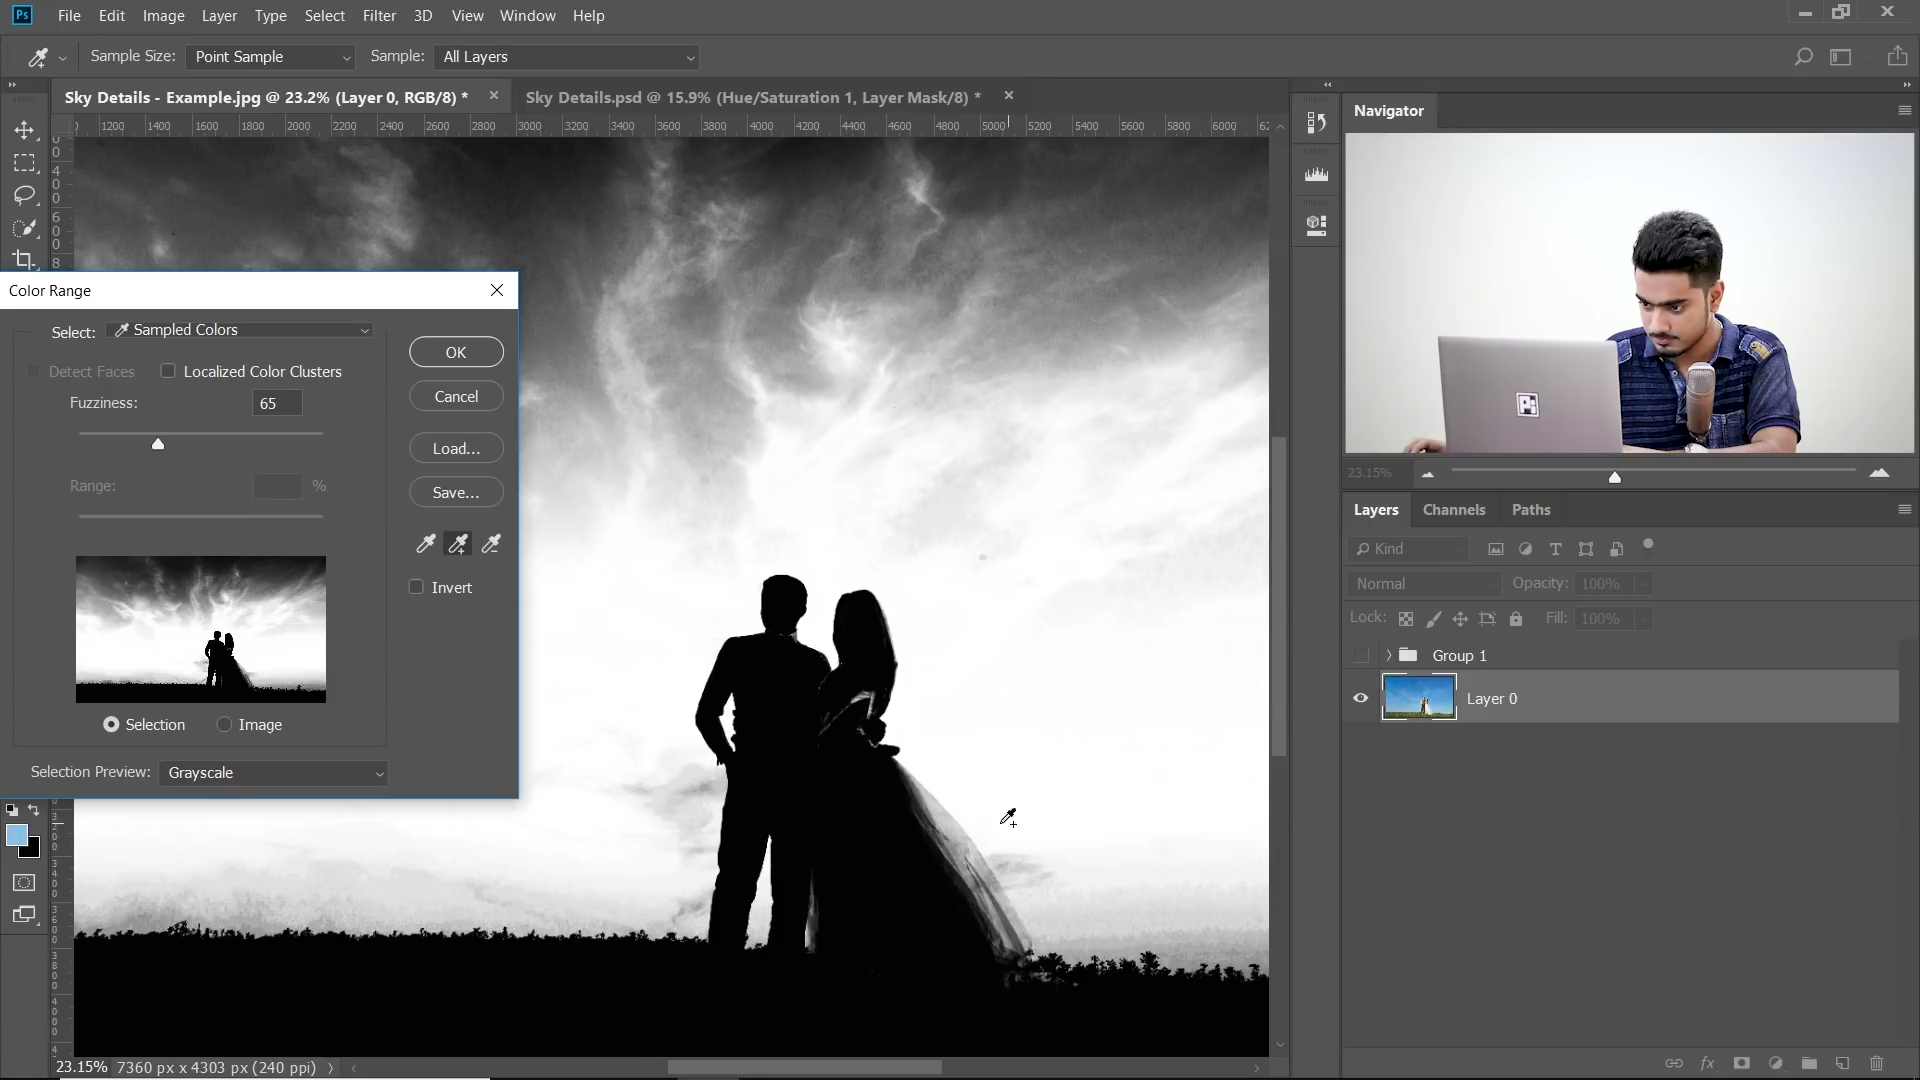 Ps File Edit Image Layer Type Select Filter 3D View Window Help
Sample Size: Point Sample Sample: All Layers
Sky Details - Example.jpg @ 23.2% (Layer 0, RGB/8) * Sky Details.psd @ 15.9% (Hue/Saturation 1, Layer Mask/8) *
1200 1400 1600 1800 2000 2200 2400 2600 2800 3000 3200 3400 3600 3800 4000 4200 4400 4600 4800 5000 5200 5400 5600 5800 6000
Color Range
Select: Sampled Colors
Detect Faces Localized Color Clusters
Fuzziness: 65
Range: %
OK
Cancel
Load...
Save...
Invert
Selection Image
Selection Preview: Grayscale
23.15% 7360 px x 4303 px (240 ppi)
Navigator
23.15%
Layers Channels Paths
Kind
Normal Opacity: 100%
Lock: Fill: 100%
Group 1
Layer 0
fx